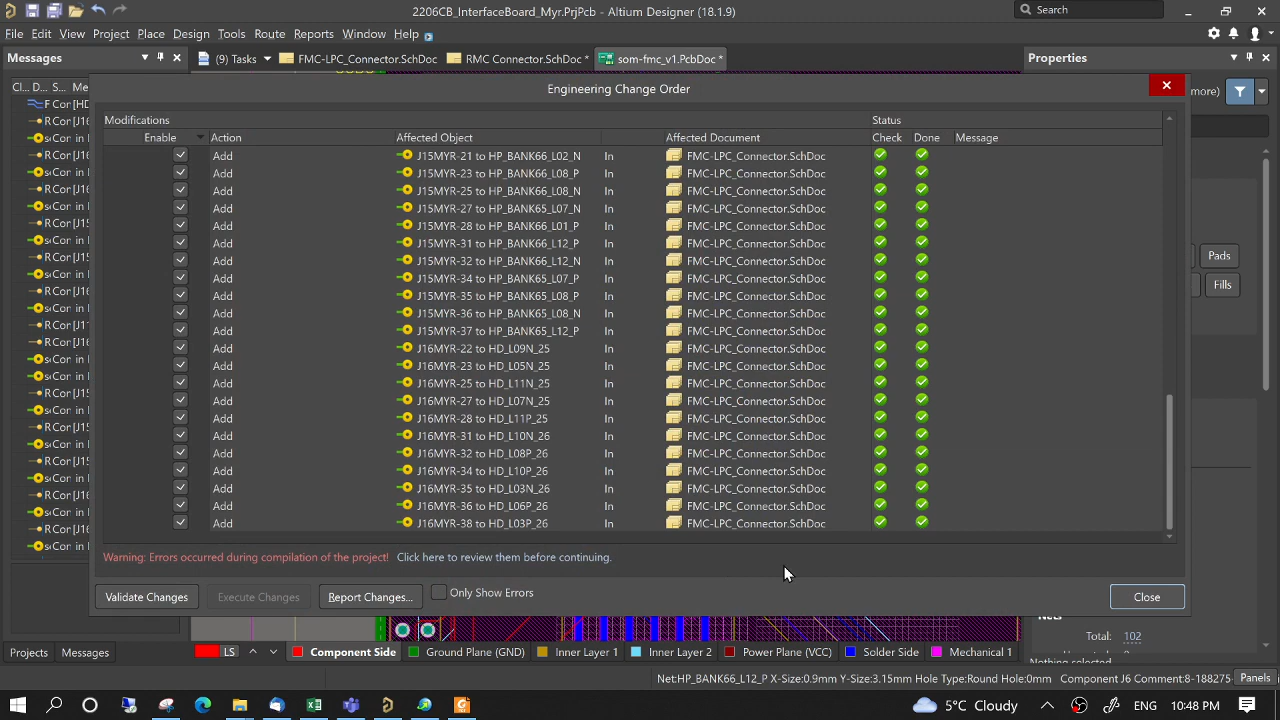 2206CB_InterfaceBoard_Myr.PrjPcb - Altium Designer (18.1.9)
Search
File Edit View Project Place Design Tools Route Reports Window Help
Messages
(9) Tasks
FMC-LPC_Connector.SchDoc
RMC Connector.SchDoc *
som-fmc_v1.PcbDoc *
Properties
Engineering Change Order
more)
Modifications Status
Enable Action Affected Object Affected Document Check Done Message
Add J15MYR-21 to HP_BANK66_L02_N In FMC-LPC_Connector.SchDoc
Add J15MYR-23 to HP_BANK66_L08_P In FMC-LPC_Connector.SchDoc
Add J15MYR-25 to HP_BANK66_L08_N In FMC-LPC_Connector.SchDoc
Add J15MYR-27 to HP_BANK65_L07_N In FMC-LPC_Connector.SchDoc
Add J15MYR-28 to HP_BANK66_L01_P In FMC-LPC_Connector.SchDoc
Add J15MYR-31 to HP_BANK66_L12_P In FMC-LPC_Connector.SchDoc
Add J15MYR-32 to HP_BANK66_L12_N In FMC-LPC_Connector.SchDoc
Add J15MYR-34 to HP_BANK65_L07_P In FMC-LPC_Connector.SchDoc
Add J15MYR-35 to HP_BANK65_L08_P In FMC-LPC_Connector.SchDoc
Add J15MYR-36 to HP_BANK65_L08_N In FMC-LPC_Connector.SchDoc
Add J15MYR-37 to HP_BANK65_L12_P In FMC-LPC_Connector.SchDoc
Add J16MYR-22 to HD_L09N_25 In FMC-LPC_Connector.SchDoc
Add J16MYR-23 to HD_L05N_25 In FMC-LPC_Connector.SchDoc
Add J16MYR-25 to HD_L11N_25 In FMC-LPC_Connector.SchDoc
Add J16MYR-27 to HD_L07N_25 In FMC-LPC_Connector.SchDoc
Add J16MYR-28 to HD_L11P_25 In FMC-LPC_Connector.SchDoc
Add J16MYR-31 to HD_L10N_26 In FMC-LPC_Connector.SchDoc
Add J16MYR-32 to HD_L08P_26 In FMC-LPC_Connector.SchDoc
Add J16MYR-34 to HD_L10P_26 In FMC-LPC_Connector.SchDoc
Add J16MYR-35 to HD_L03N_26 In FMC-LPC_Connector.SchDoc
Add J16MYR-36 to HD_L06P_26 In FMC-LPC_Connector.SchDoc
Add J16MYR-38 to HD_L03P_26 In FMC-LPC_Connector.SchDoc
Pads
Fills
Warning: Errors occurred during compilation of the project! Click here to review them before continuing.
Validate Changes Execute Changes Report Changes... Only Show Errors Close
Total: 102
Projects Messages LS Component Side Ground Plane (GND) Inner Layer 1 Inner Layer 2 Power Plane (VCC) Solder Side Mechanical 1
Nothing selected
Net:HP_BANK66_L12_P X-Size:0.9mm Y-Size:3.15mm Hole Type:Round Hole:0mm Component J6 Comment:8-188275- Panels
5°C Cloudy ENG 10:48 PM